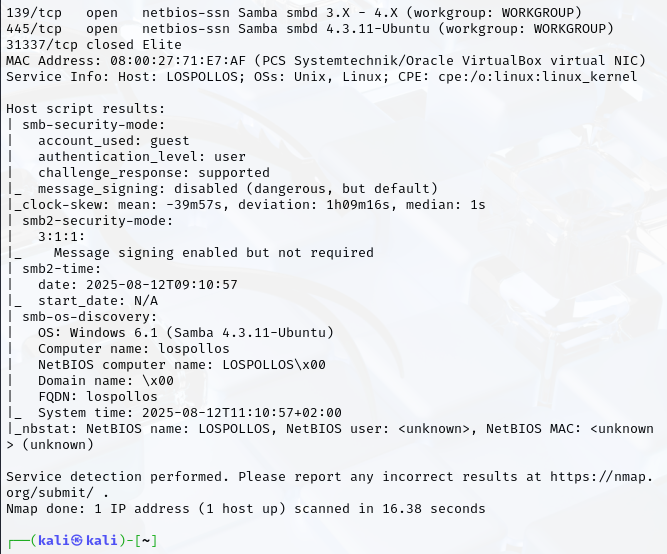 139/tcp   open   netbios-ssn Samba smbd 3.X - 4.X (workgroup: WORKGROUP)
445/tcp   open   netbios-ssn Samba smbd 4.3.11-Ubuntu (workgroup: WORKGROUP)
31337/tcp closed Elite
MAC Address: 08:00:27:71:E7:AF (PCS Systemtechnik/Oracle VirtualBox virtual NIC)
Service Info: Host: LOSPOLLOS; OSs: Unix, Linux; CPE: cpe:/o:linux:linux_kernel

Host script results:
| smb-security-mode:
|   account_used: guest
|   authentication_level: user
|   challenge_response: supported
|_  message_signing: disabled (dangerous, but default)
|_clock-skew: mean: -39m57s, deviation: 1h09m16s, median: 1s
| smb2-security-mode:
|   3:1:1:
|_    Message signing enabled but not required
| smb2-time:
|   date: 2025-08-12T09:10:57
|_  start_date: N/A
| smb-os-discovery:
|   OS: Windows 6.1 (Samba 4.3.11-Ubuntu)
|   Computer name: lospollos
|   NetBIOS computer name: LOSPOLLOS\x00
|   Domain name: \x00
|   FQDN: lospollos
|_  System time: 2025-08-12T11:10:57+02:00
|_nbstat: NetBIOS name: LOSPOLLOS, NetBIOS user: <unknown>, NetBIOS MAC: <unknown
> (unknown)

Service detection performed. Please report any incorrect results at https://nmap.
org/submit/ .
Nmap done: 1 IP address (1 host up) scanned in 16.38 seconds

┌──(kali㉿kali)-[~]